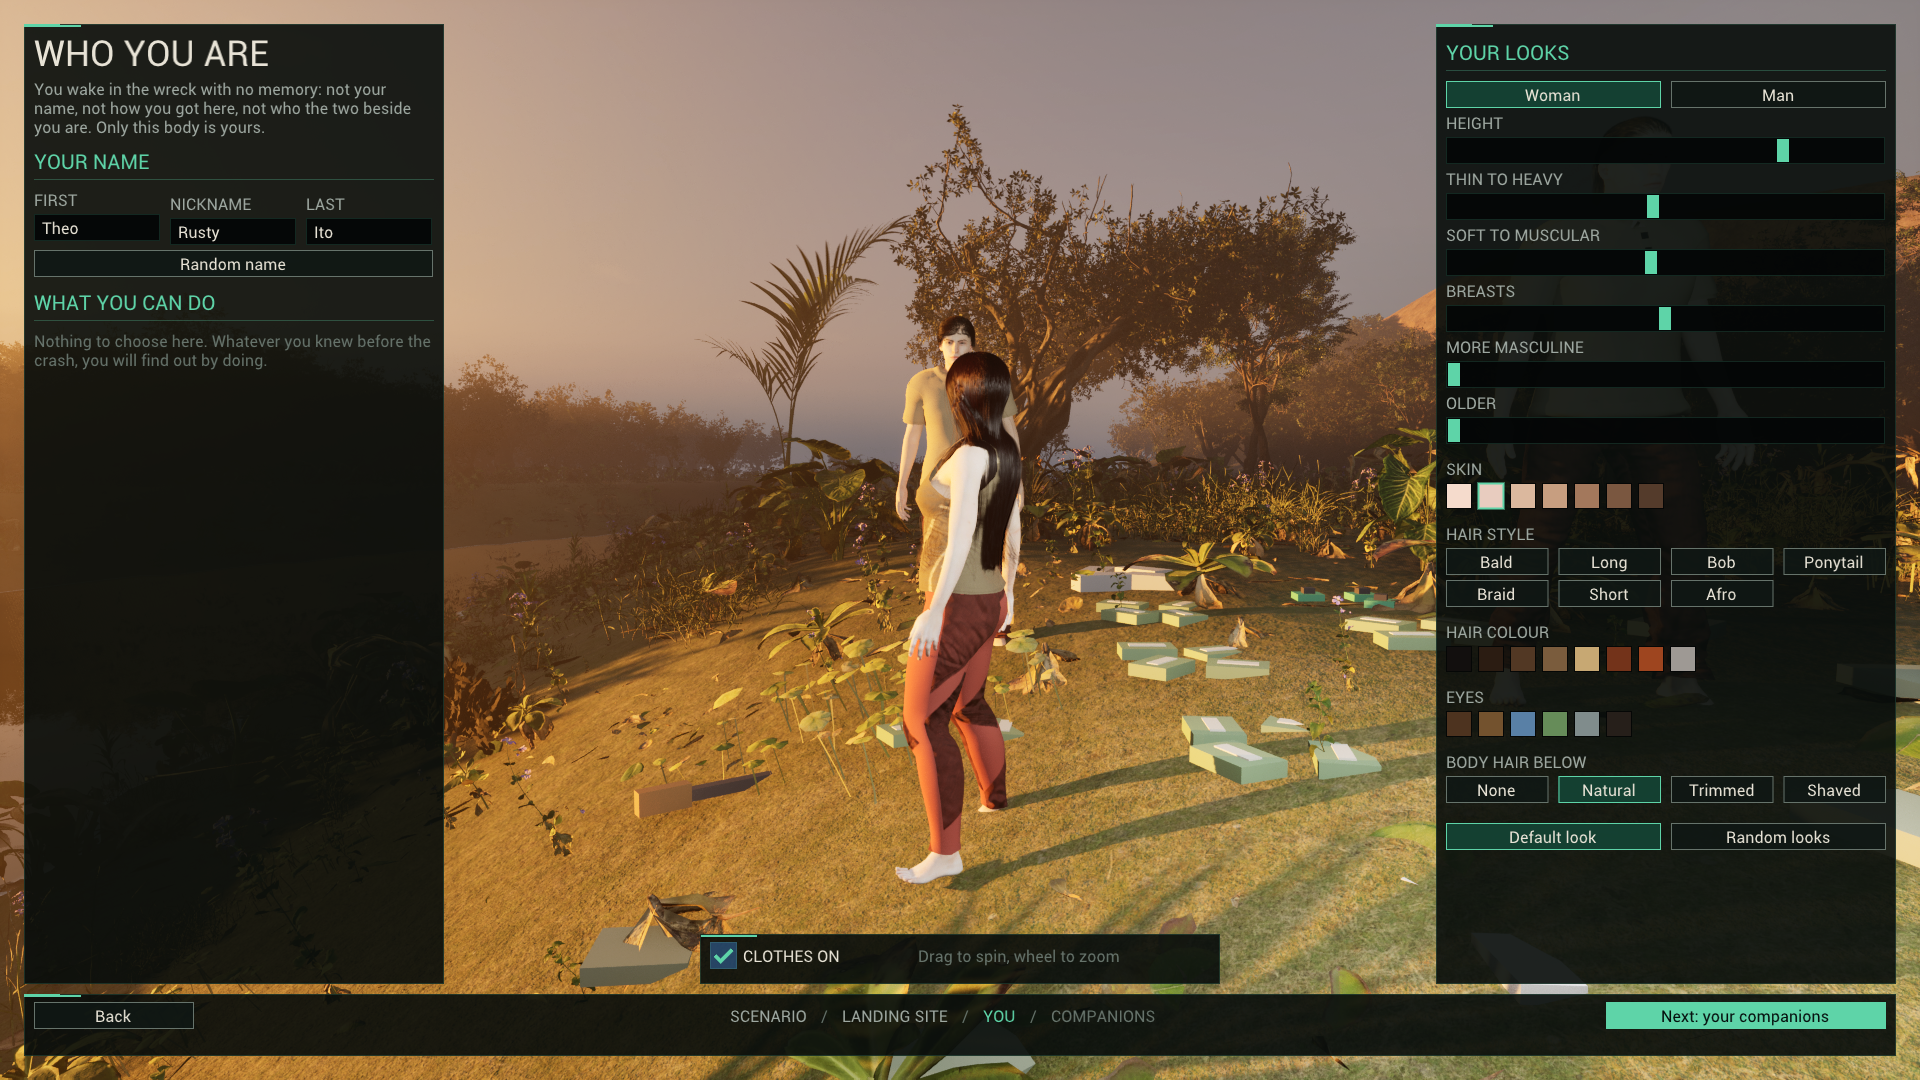 WHO YOU ARE
You wake in the wreck with no memory: not your
name, not how you got here, not who the two beside
you are. Only this body is yours.
YOUR NAME
FIRST
NICKNAME
LAST
Theo
Rusty
Ito
Random name
WHAT YOU CAN DO
Nothing to choose here. Whatever you knew before the
crash, you will find out by doing.
YOUR LOOKS
Woman
Man
HEIGHT
THIN TO HEAVY
SOFT TO MUSCULAR
BREASTS
MORE MASCULINE
OLDER
SKIN
HAIR STYLE
Bald
Long
Bob
Ponytail
Braid
Short
Afro
HAIR COLOUR
EYES
BODY HAIR BELOW
None
Natural
Trimmed
Shaved
Default look
Random looks
CLOTHES ON
Drag to spin, wheel to zoom
Back
SCENARIO / LANDING SITE / YOU / COMPANIONS
Next: your companions